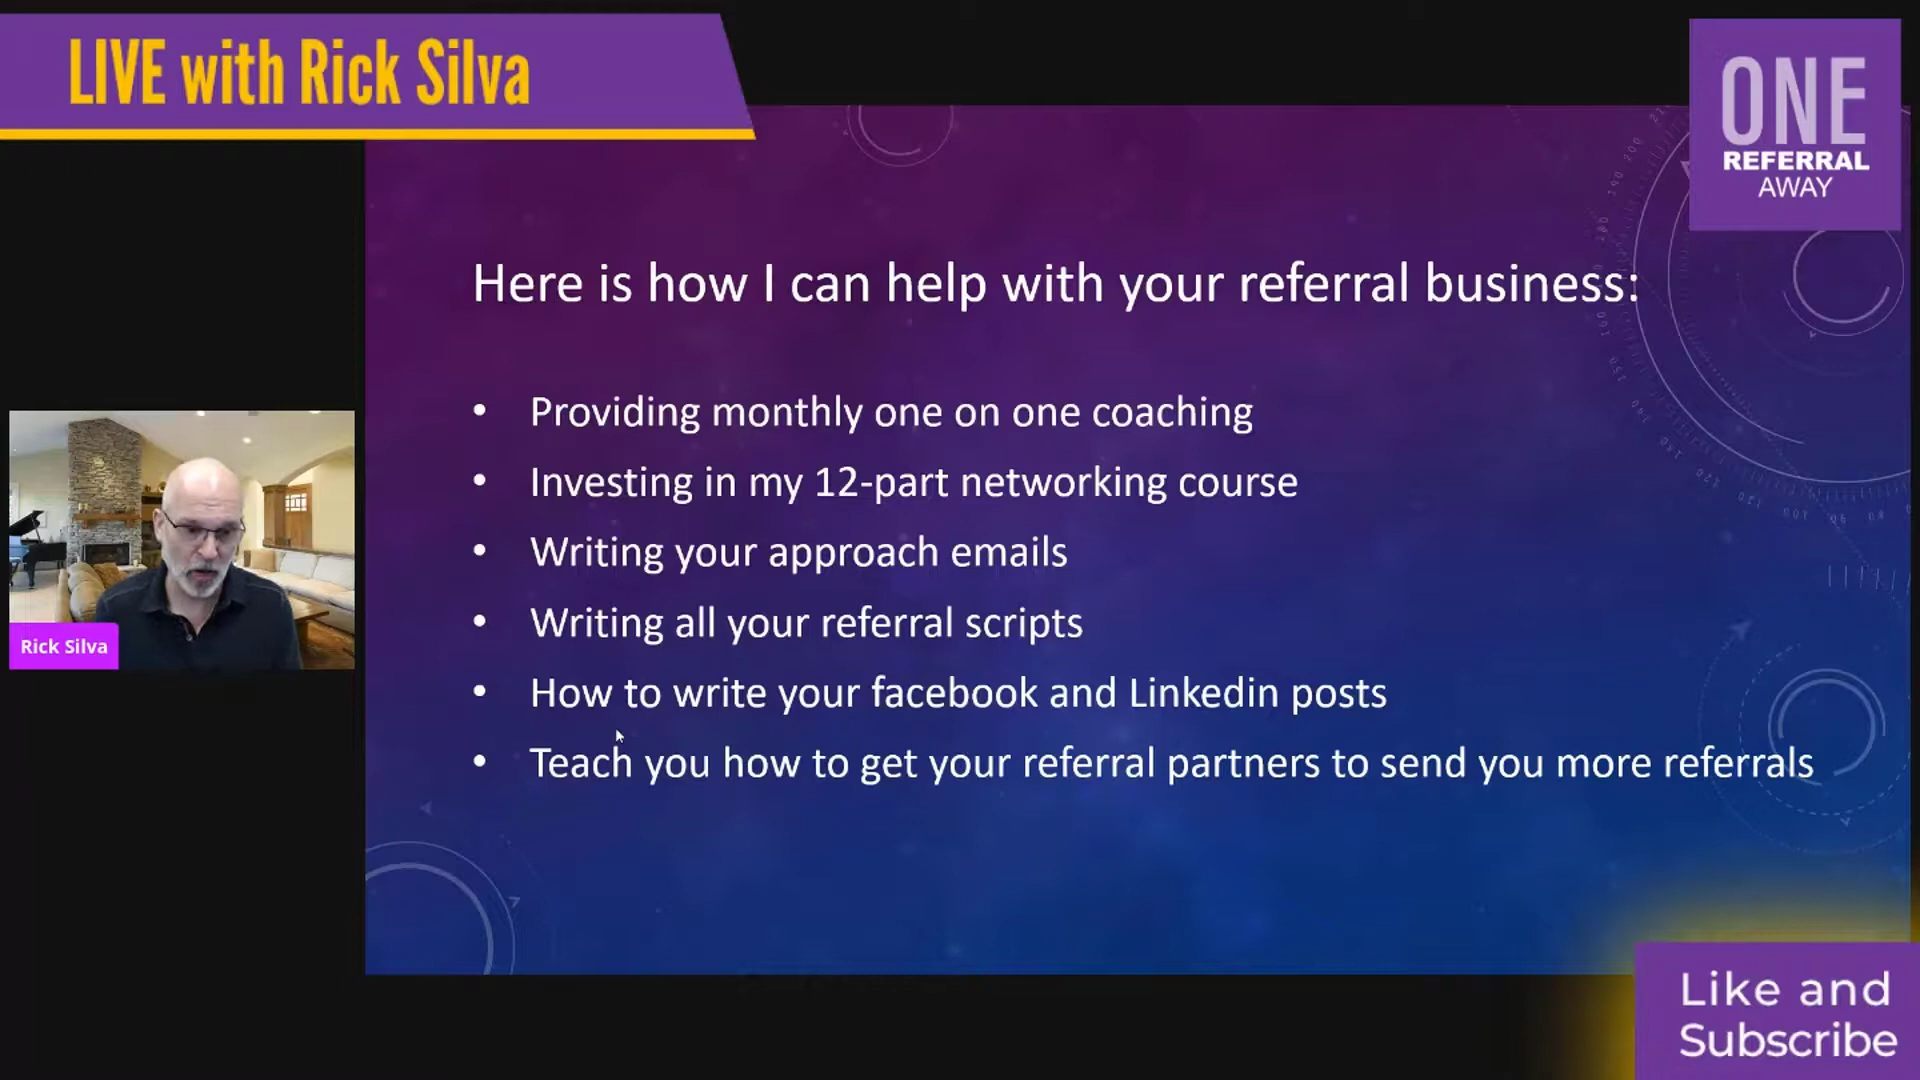 LIVE with Rick Silva
ONE
REFERRAL
AWAY
Here is how I can help with your referral business:
• Providing monthly one on one coaching
• Investing in my 12-part networking course
• Writing your approach emails
• Writing all your referral scripts
• How to write your facebook and Linkedin posts
• Teach you how to get your referral partners to send you more referrals
Rick Silva
Like and
Subscribe